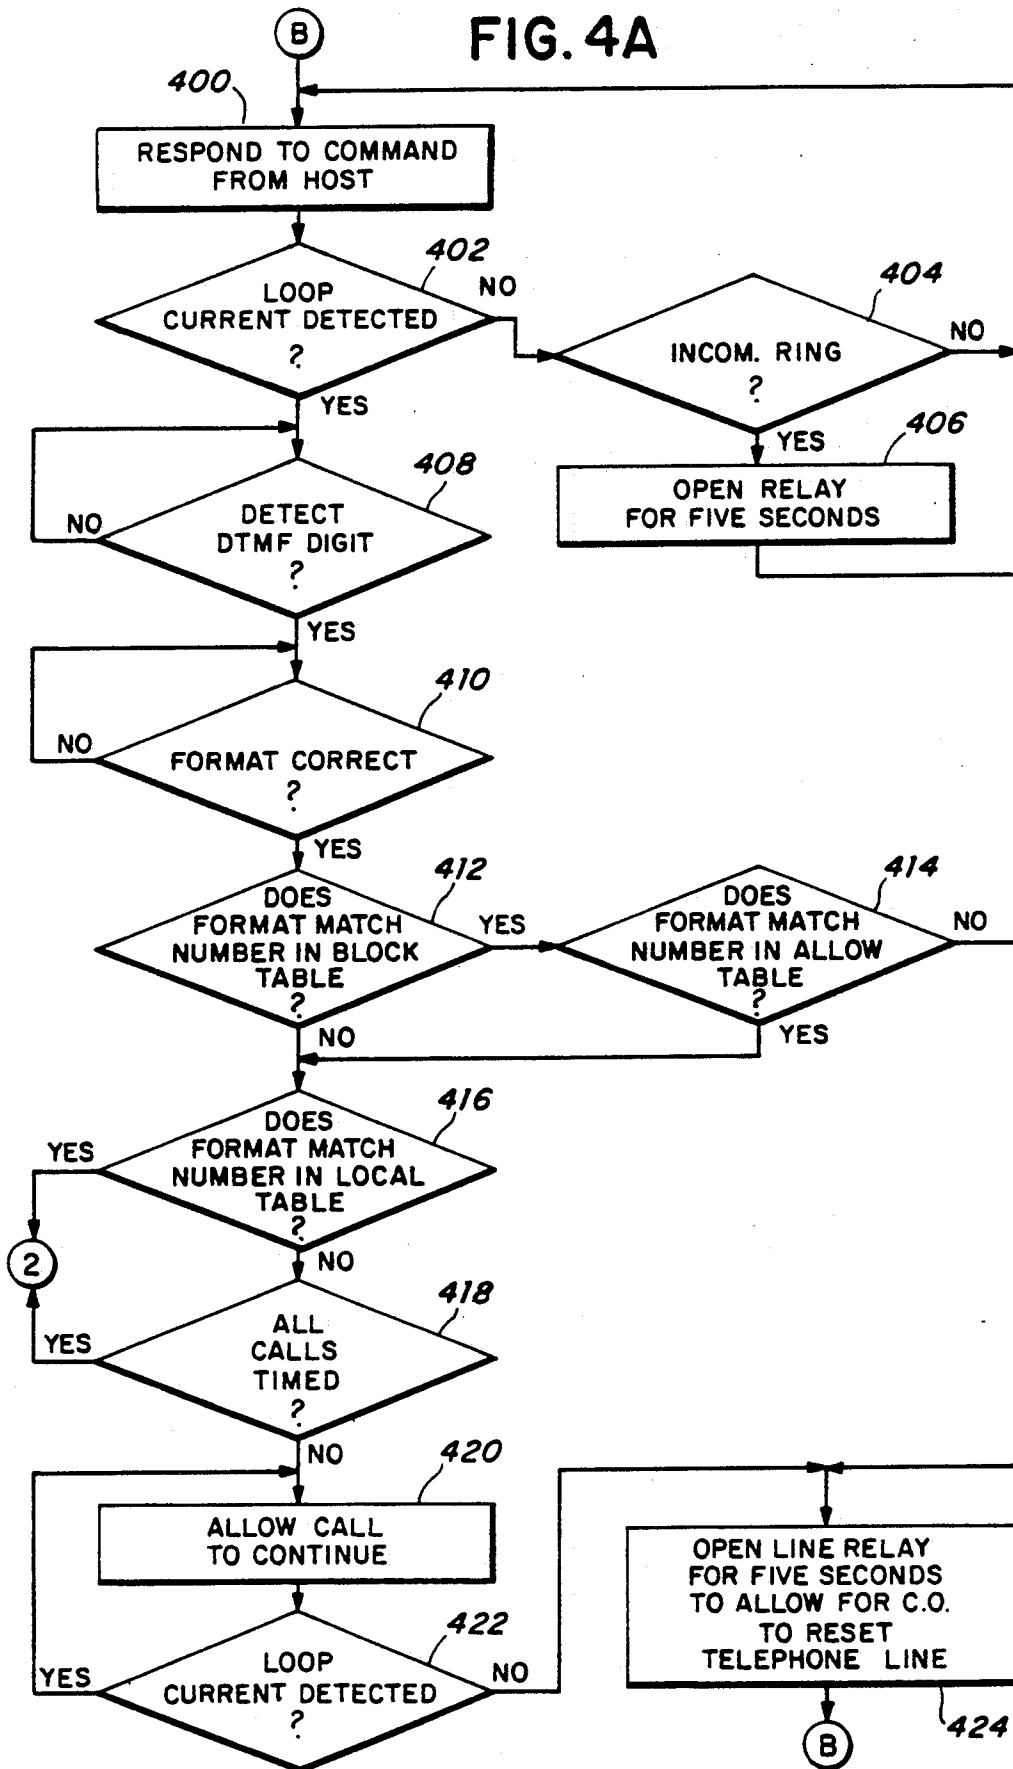 B
FIG. 4A
400
RESPOND TO COMMAND
FROM HOST
402
LOOP
CURRENT DETECTED
?
NO
YES
404
INCOM. RING
?
NO
YES
406
OPEN RELAY
FOR FIVE SECONDS
408
DETECT
DTMF DIGIT
?
NO
YES
410
FORMAT CORRECT
?
NO
YES
412
DOES
FORMAT MATCH
NUMBER IN BLOCK
TABLE
?
YES
NO
414
DOES
FORMAT MATCH
NUMBER IN ALLOW
TABLE
?
NO
YES
416
DOES
FORMAT MATCH
NUMBER IN LOCAL
TABLE
?
YES
NO
2
418
ALL
CALLS
TIMED
?
YES
NO
420
ALLOW CALL
TO CONTINUE
422
LOOP
CURRENT DETECTED
?
YES
NO
OPEN LINE RELAY
FOR FIVE SECONDS
TO ALLOW FOR C.O.
TO RESET
TELEPHONE LINE
424
B